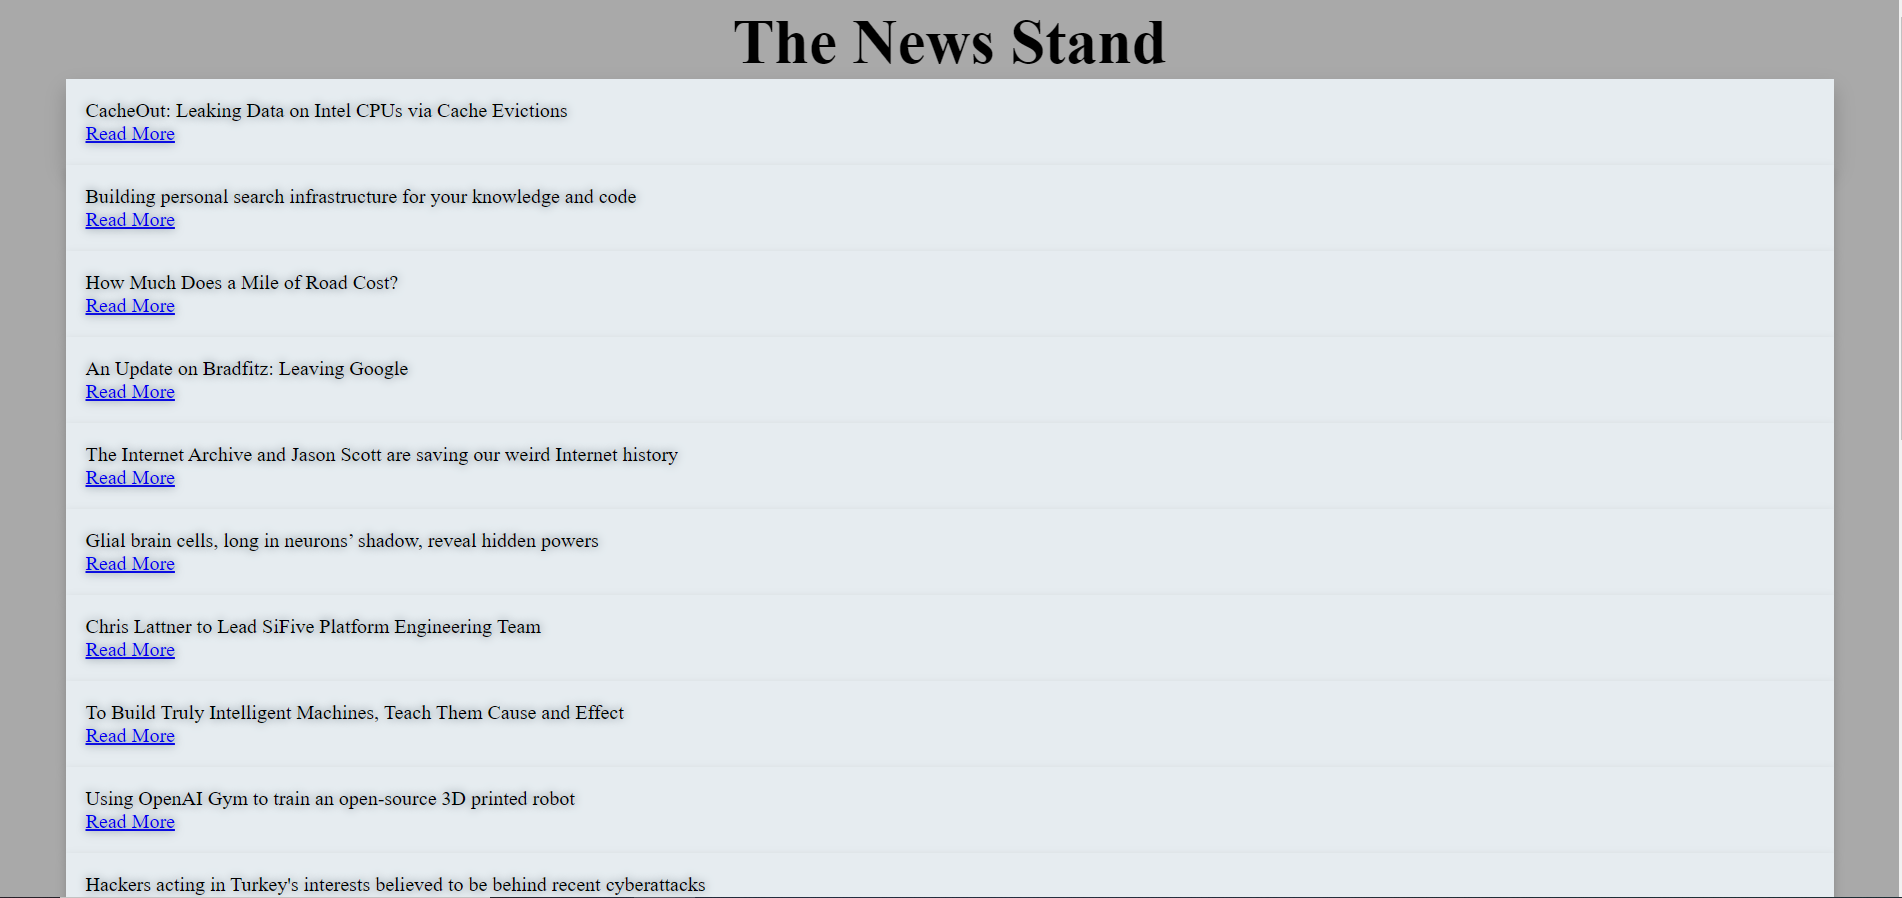 The News Stand
CacheOut: Leaking Data on Intel CPUs via Cache Evictions
Read More
Building personal search infrastructure for your knowledge and code
Read More
How Much Does a Mile of Road Cost?
Read More
An Update on Bradfitz: Leaving Google
Read More
The Internet Archive and Jason Scott are saving our weird Internet history
Read More
Glial brain cells, long in neurons’ shadow, reveal hidden powers
Read More
Chris Lattner to Lead SiFive Platform Engineering Team
Read More
To Build Truly Intelligent Machines, Teach Them Cause and Effect
Read More
Using OpenAI Gym to train an open-source 3D printed robot
Read More
Hackers acting in Turkey's interests believed to be behind recent cyberattacks